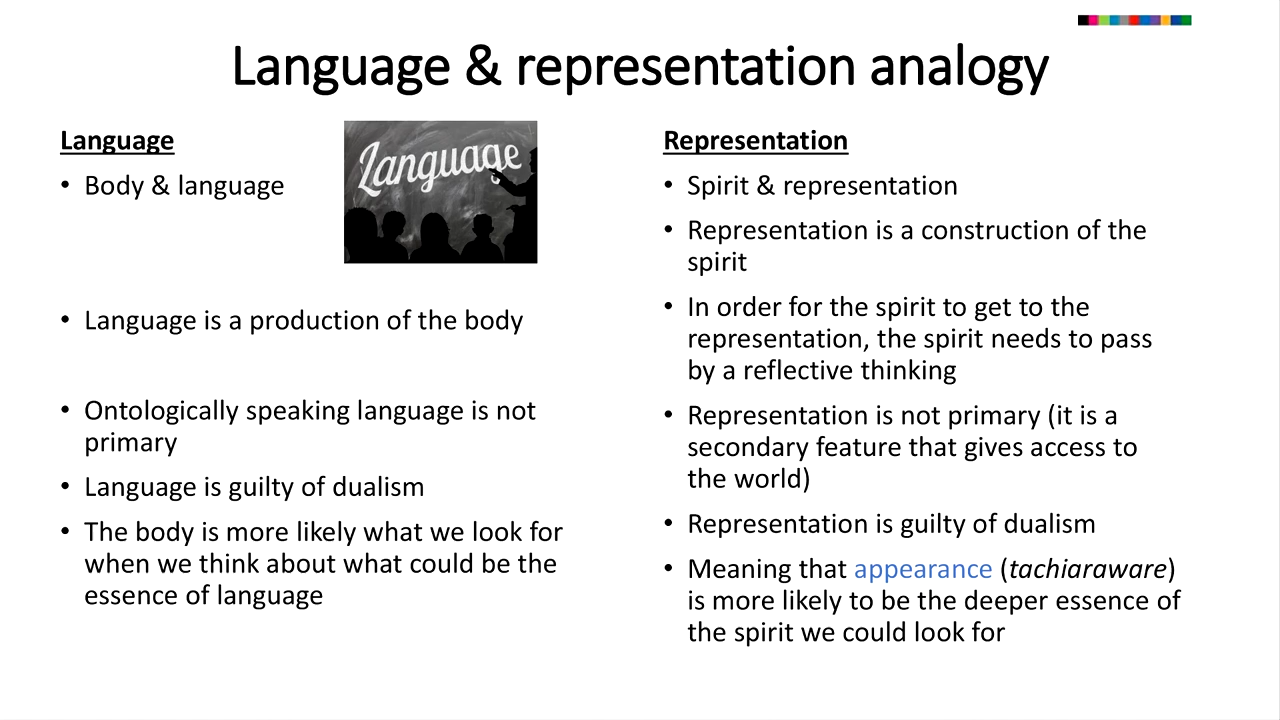 Language & representation analogy
Language
Language
• Body & language
• Language is a production of the body
• Ontologically speaking language is not
primary
• Language is guilty of dualism
• The body is more likely what we look for
when we think about what could be the
essence of language
Representation
• Spirit & representation
• Representation is a construction of the
spirit
• In order for the spirit to get to the
representation, the spirit needs to pass
by a reflective thinking
• Representation is not primary (it is a
secondary feature that gives access to
the world)
• Representation is guilty of dualism
• Meaning that appearance (tachiaraware)
is more likely to be the deeper essence of
the spirit we could look for